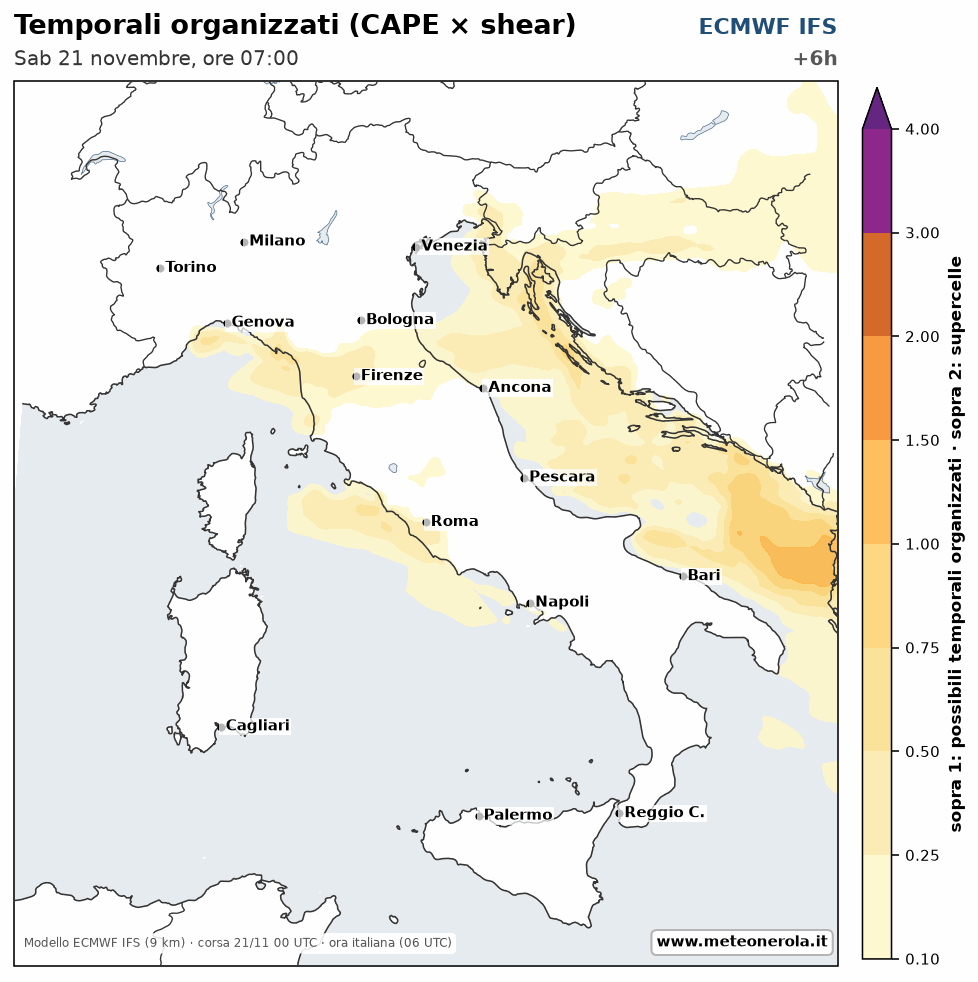 Temporali organizzati (CAPE × shear)
ECMWF IFS
Sab 21 novembre, ore 07:00
+6h
Milano
Venezia
Torino
Genova
Bologna
Firenze
Ancona
Pescara
Roma
Bari
Napoli
Cagliari
Palermo
Reggio C.
4.00
3.00
2.00
1.50
1.00
0.75
0.50
0.25
0.10
sopra 1: possibili temporali organizzati · sopra 2: supercelle
Modello ECMWF IFS (9 km) · corsa 21/11 00 UTC · ora italiana (06 UTC)
www.meteonerola.it